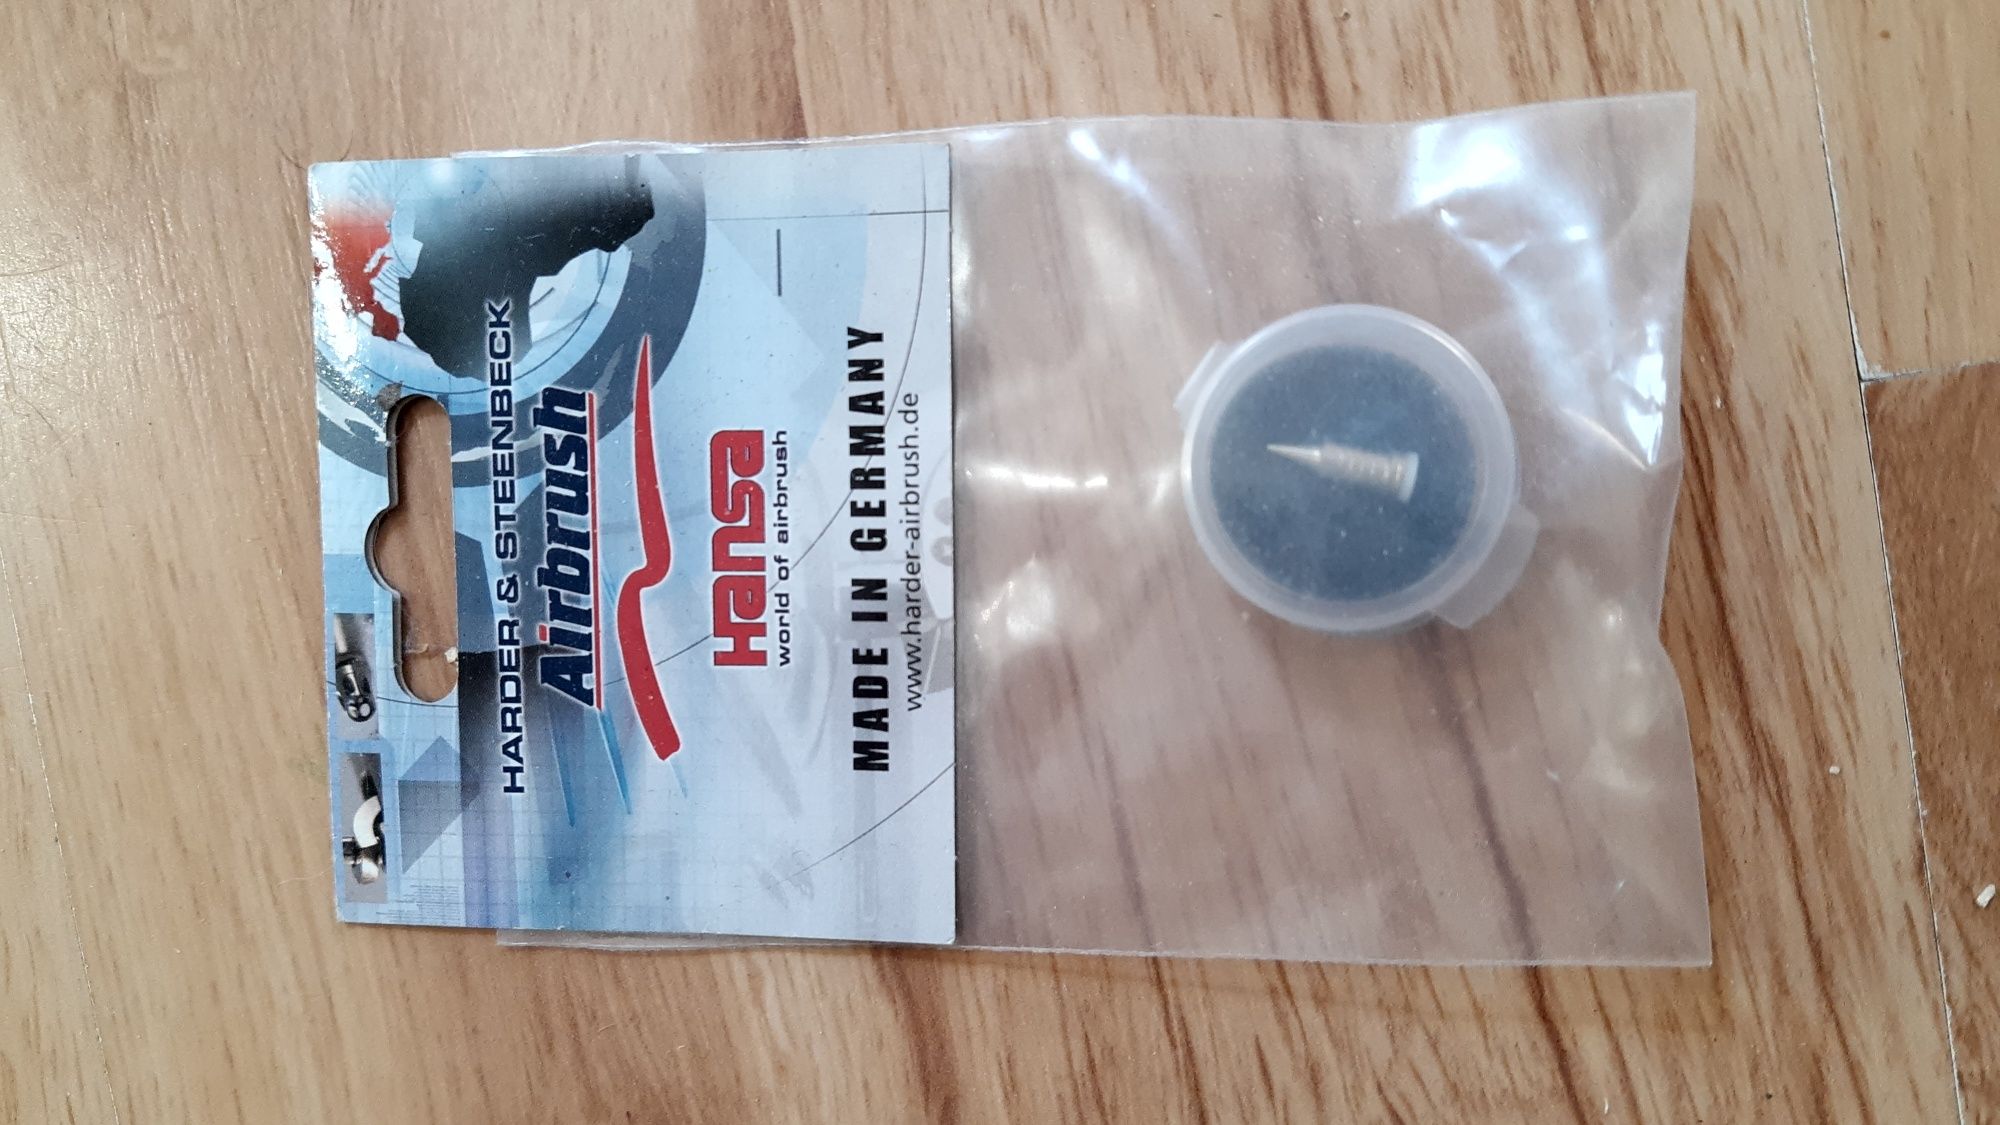 HARDER & STEENBECK
Airbrush
Hansa
world of airbrush
MADE IN GERMANY
www.harder-airbrush.de